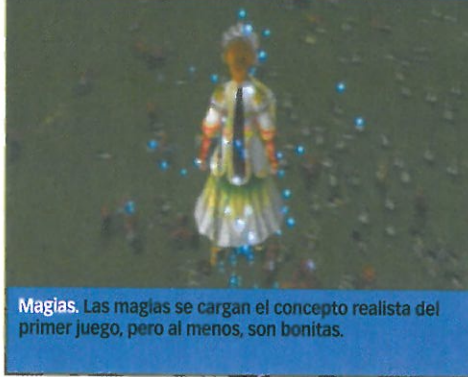 Magias. Las magias se cargan el concepto realista del
primer juego, pero al menos, son bonitas.